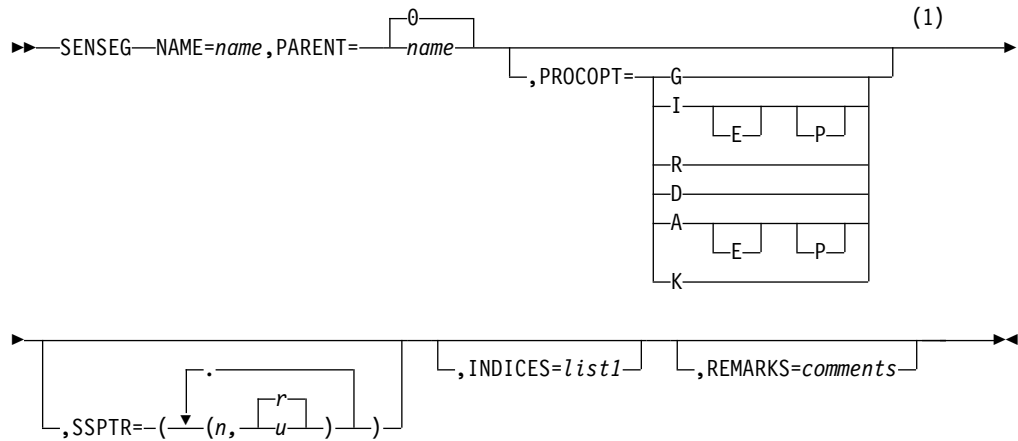 0 (1)
SENSEG NAME=name,PARENT= name
,PROCOPT= G
I
E P
R
D
A
E P
K
,SSPTR=( (n, u ) ) ,INDICES=list1 ,REMARKS=comments
.
r